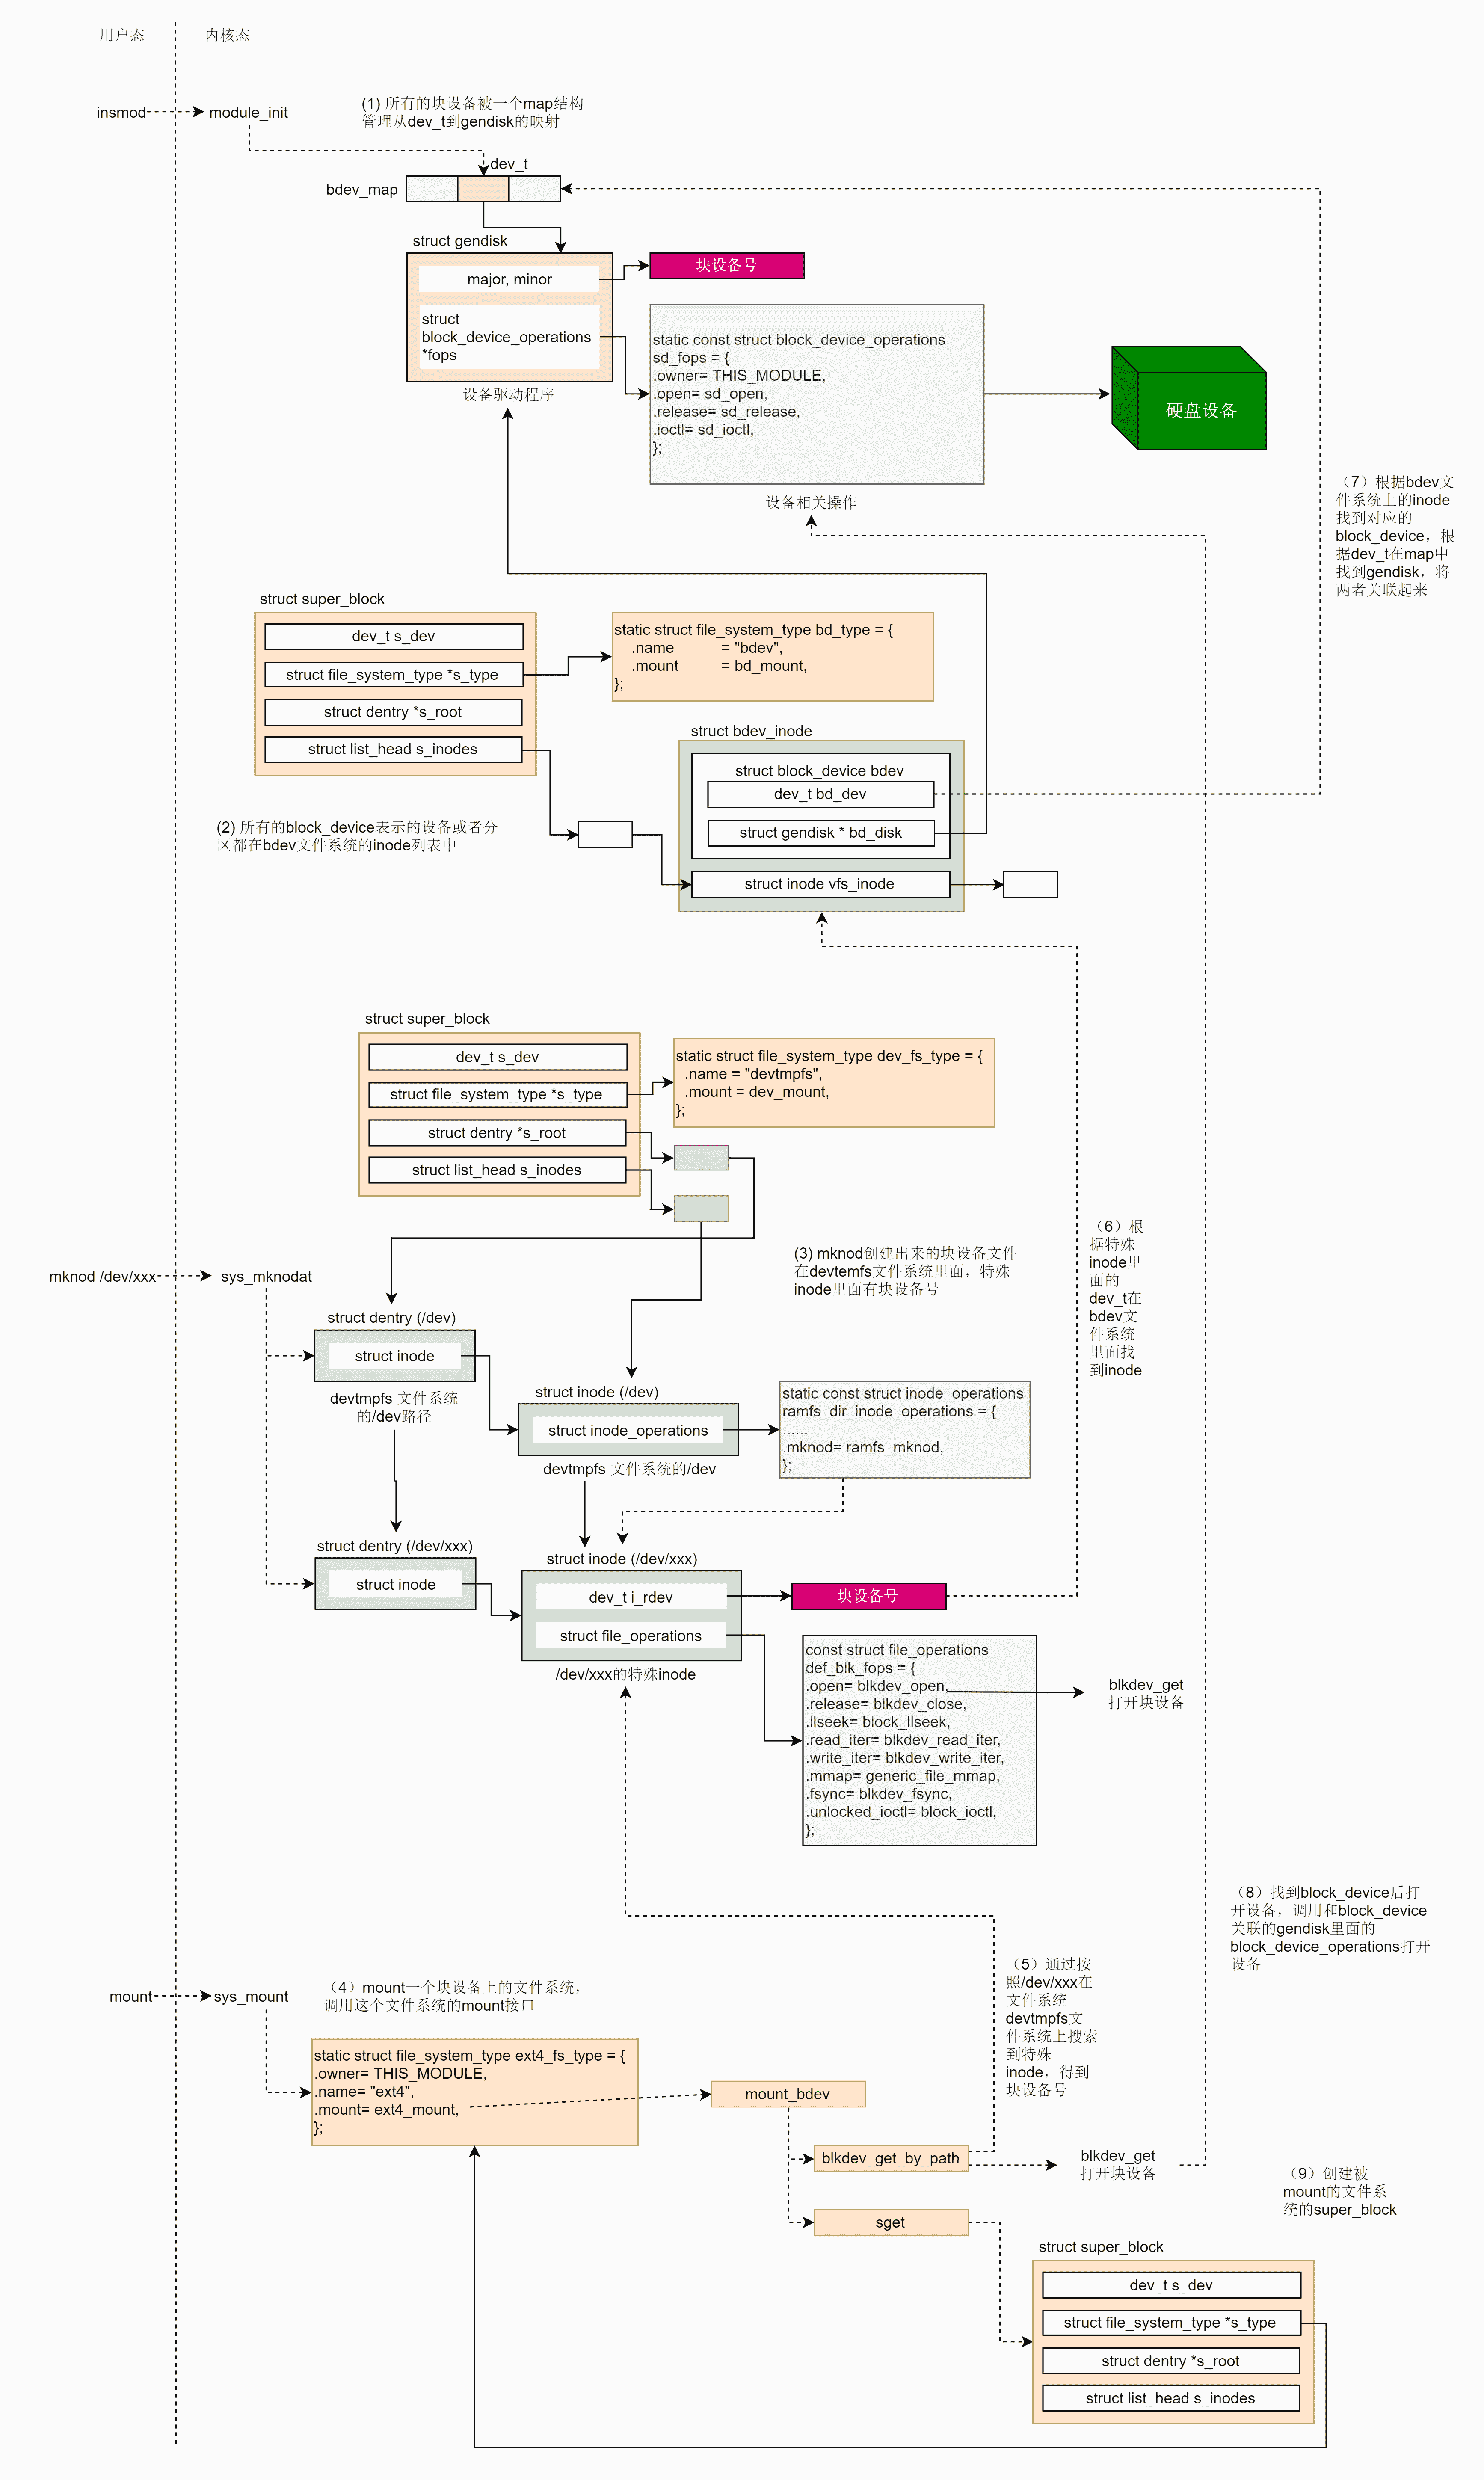 用户态
内核态
insmod
module_init
(1) 所有的块设备被一个map结构
管理从dev_t到gendisk的映射
dev_t
bdev_map
struct gendisk
major, minor
块设备号
struct
block_device_operations
*fops
设备驱动程序
static const struct block_device_operations
sd_fops = {
.owner= THIS_MODULE,
.open= sd_open,
.release= sd_release,
.ioctl= sd_ioctl,
};
设备相关操作
硬盘设备
（7）根据bdev文
件系统上的inode
找到对应的
block_device，根
据dev_t在map中
找到gendisk，将
两者关联起来
struct super_block
dev_t s_dev
struct file_system_type *s_type
struct dentry *s_root
struct list_head s_inodes
static struct file_system_type bd_type = {
.name = "bdev",
.mount = bd_mount,
};
struct bdev_inode
struct block_device bdev
dev_t bd_dev
struct gendisk * bd_disk
struct inode vfs_inode
(2) 所有的block_device表示的设备或者分
区都在bdev文件系统的inode列表中
struct super_block
dev_t s_dev
struct file_system_type *s_type
struct dentry *s_root
struct list_head s_inodes
static struct file_system_type dev_fs_type = {
.name = "devtmpfs",
.mount = dev_mount,
};
(3) mknod创建出来的块设备文件
在devtemfs文件系统里面，特殊
inode里面有块设备号
（6）根
据特殊
inode里
面的
dev_t在
bdev文
件系统
里面找
到inode
mknod /dev/xxx
sys_mknodat
struct dentry (/dev)
struct inode
devtmpfs 文件系统
的/dev路径
struct inode (/dev)
struct inode_operations
devtmpfs 文件系统的/dev
static const struct inode_operations
ramfs_dir_inode_operations = {
......
.mknod= ramfs_mknod,
};
struct dentry (/dev/xxx)
struct inode
struct inode (/dev/xxx)
dev_t i_rdev
struct file_operations
/dev/xxx的特殊inode
块设备号
const struct file_operations
def_blk_fops = {
.open= blkdev_open,
.release= blkdev_close,
.llseek= block_llseek,
.read_iter= blkdev_read_iter,
.write_iter= blkdev_write_iter,
.mmap= generic_file_mmap,
.fsync= blkdev_fsync,
.unlocked_ioctl= block_ioctl,
};
blkdev_get
打开块设备
（8）找到block_device后打
开设备，调用和block_device
关联的gendisk里面的
block_device_operations打开
设备
mount
sys_mount
（4）mount一个块设备上的文件系统，
调用这个文件系统的mount接口
（5）通过按
照/dev/xxx在
文件系统
devtmpfs文
件系统上搜索
到特殊
inode，得到
块设备号
static struct file_system_type ext4_fs_type = {
.owner= THIS_MODULE,
.name= "ext4",
.mount= ext4_mount,
};
mount_bdev
blkdev_get_by_path
blkdev_get
打开块设备
sget
（9）创建被
mount的文件系
统的super_block
struct super_block
dev_t s_dev
struct file_system_type *s_type
struct dentry *s_root
struct list_head s_inodes